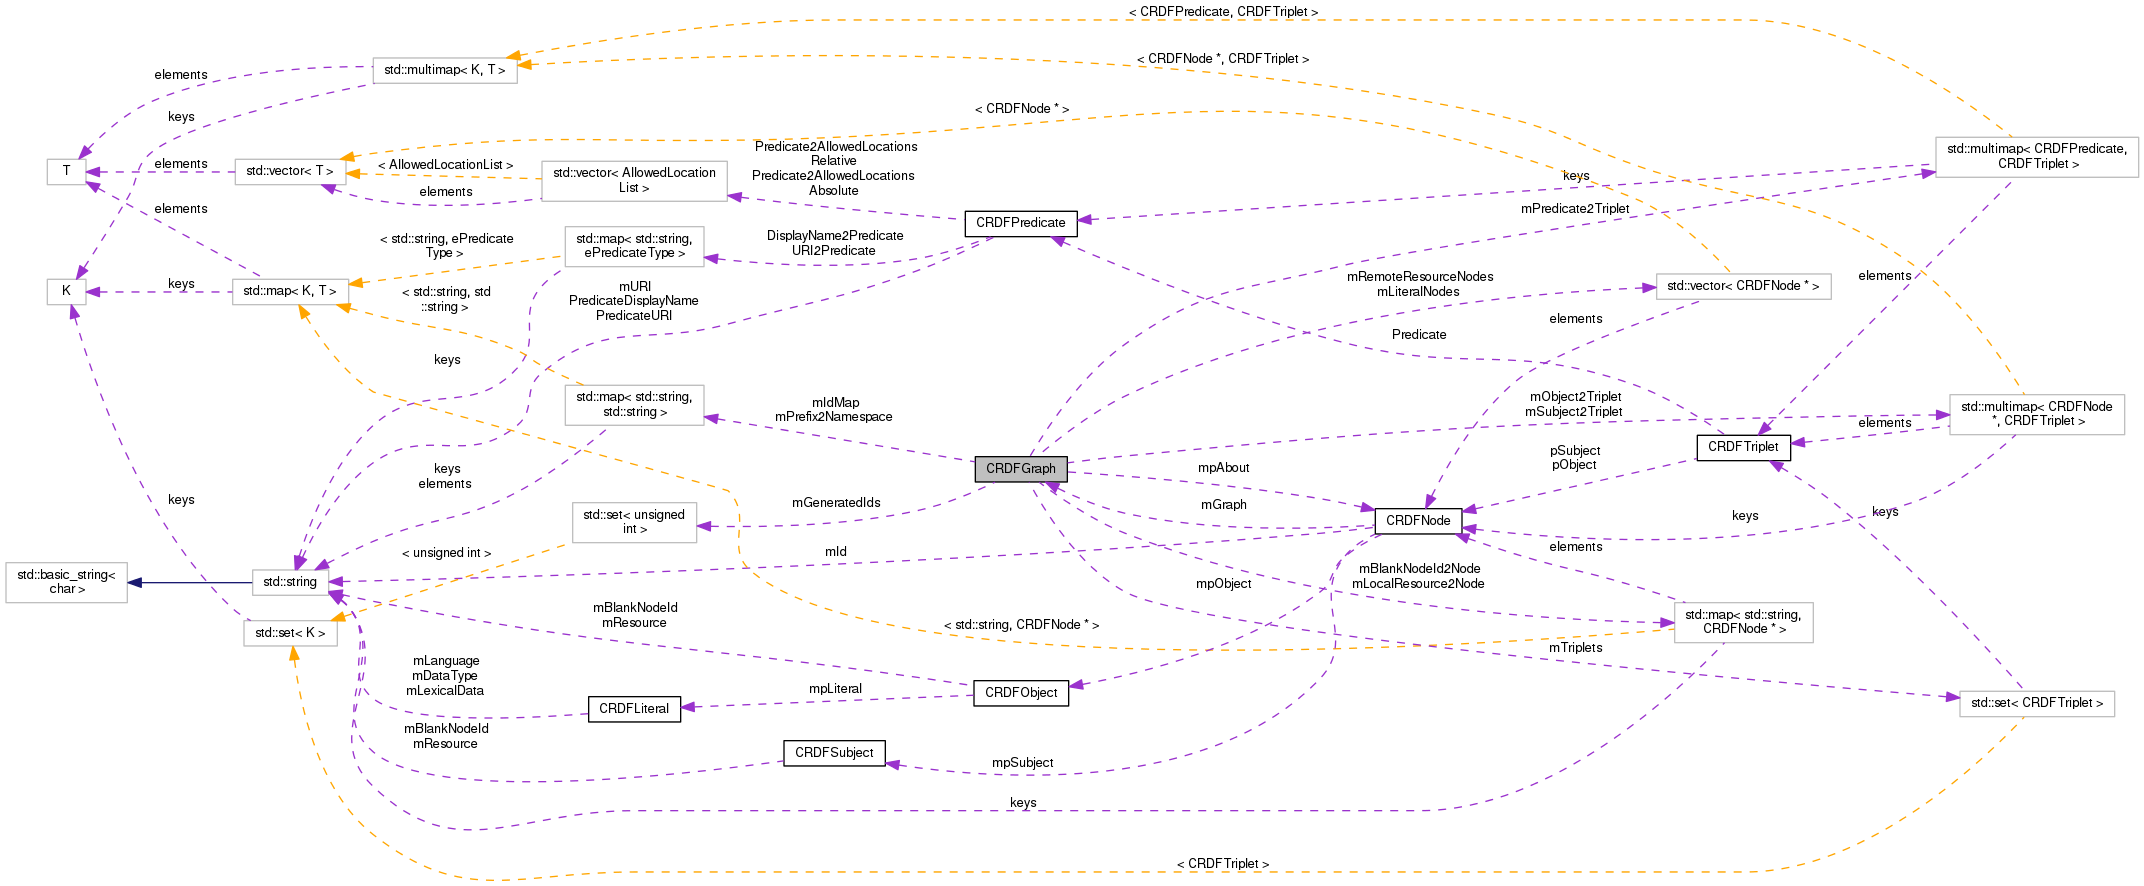 < CRDFPredicate, CRDFTriplet >
std::multimap< K, T >
elements
< CRDFNode *, CRDFTriplet >
keys
< CRDFNode * >
T
elements
std::vector< T >
< AllowedLocationList >
elements
std::vector< AllowedLocation
List >
Predicate2AllowedLocations
Relative
Predicate2AllowedLocations
Absolute
keys
std::multimap< CRDFPredicate,
CRDFTriplet >
elements
CRDFPredicate
mPredicate2Triplet
< std::string, ePredicate
Type >
std::map< std::string,
ePredicateType >
DisplayName2Predicate
URI2Predicate
K
keys
std::map< K, T >
< std::string, std
::string >
mURI
PredicateDisplayName
PredicateURI
mRemoteResourceNodes
mLiteralNodes
std::vector< CRDFNode * >
elements
elements
Predicate
keys
std::map< std::string,
std::string >
mIdMap
mPrefix2Namespace
mObject2Triplet
mSubject2Triplet
std::multimap< CRDFNode
*, CRDFTriplet >
elements
CRDFTriplet
keys
elements
CRDFGraph
mpAbout
pSubject
pObject
keys
std::set< unsigned
int >
mGeneratedIds
mGraph
CRDFNode
keys
keys
< unsigned int >
mId
elements
std::basic_string<
char >
std::string
mpObject
mBlankNodeId2Node
mLocalResource2Node
std::set< K >
mBlankNodeId
mResource
< std::string, CRDFNode * >
std::map< std::string,
CRDFNode * >
mTriplets
mLanguage
mDataType
mLexicalData
CRDFLiteral
mpLiteral
CRDFObject
std::set< CRDFTriplet >
mBlankNodeId
mResource
CRDFSubject
mpSubject
keys
< CRDFTriplet >